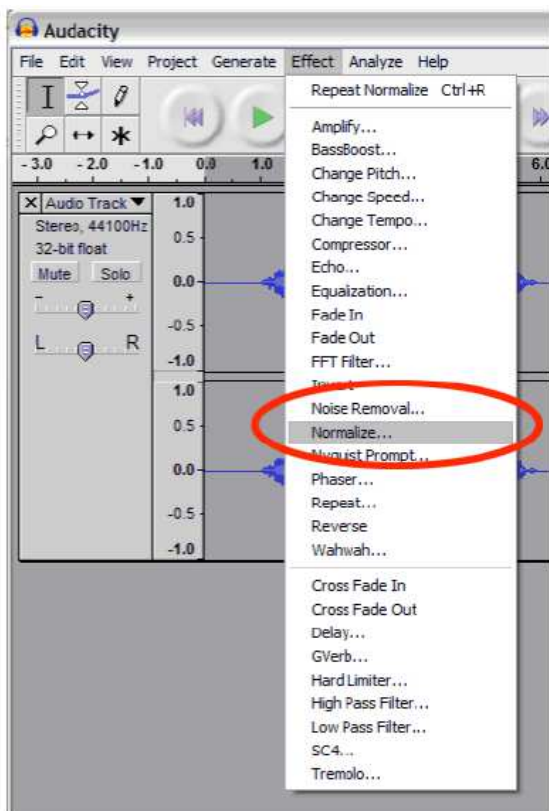 Audacity
File Edit View Project Generate Effect Analyze Help
-3.0 -2.0 -1.0 0.0 1.0 6.0
Audio Track
Stereo, 44100Hz
32-bit float
Mute Solo
- +
L R
1.0
0.5
0.0
-0.5
-1.0
1.0
0.5
0.0
-0.5
-1.0
Repeat Normalize Ctrl+R
Amplify...
BassBoost...
Change Pitch...
Change Speed...
Change Tempo...
Compressor...
Echo...
Equalization...
Fade In
Fade Out
FFT Filter...
Invert
Noise Removal...
Normalize...
Nyquist Prompt...
Phaser...
Repeat...
Reverse
Wahwah...
Cross Fade In
Cross Fade Out
Delay...
GVerb...
Hard Limiter...
High Pass Filter...
Low Pass Filter...
SC4...
Tremolo...